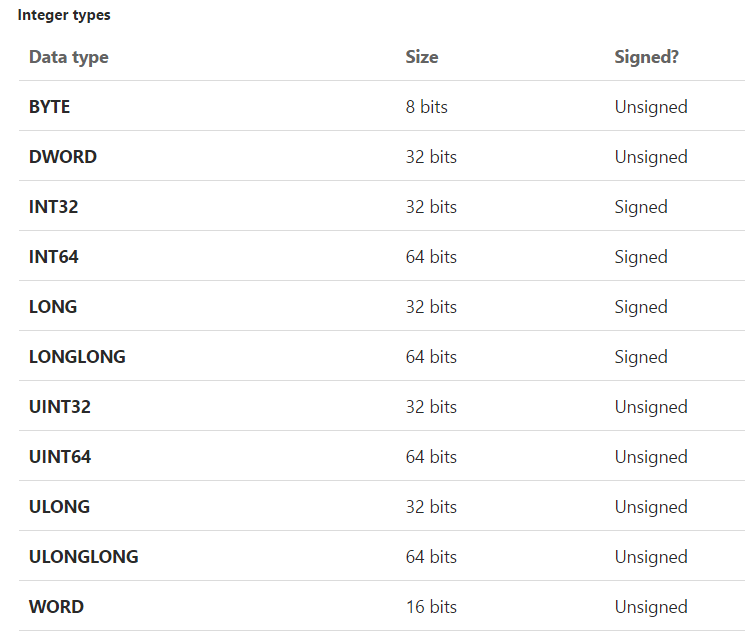 Integer types
Data type Size Signed?
BYTE 8 bits Unsigned
DWORD 32 bits Unsigned
INT32 32 bits Signed
INT64 64 bits Signed
LONG 32 bits Signed
LONGLONG 64 bits Signed
UINT32 32 bits Unsigned
UINT64 64 bits Unsigned
ULONG 32 bits Unsigned
ULONGLONG 64 bits Unsigned
WORD 16 bits Unsigned